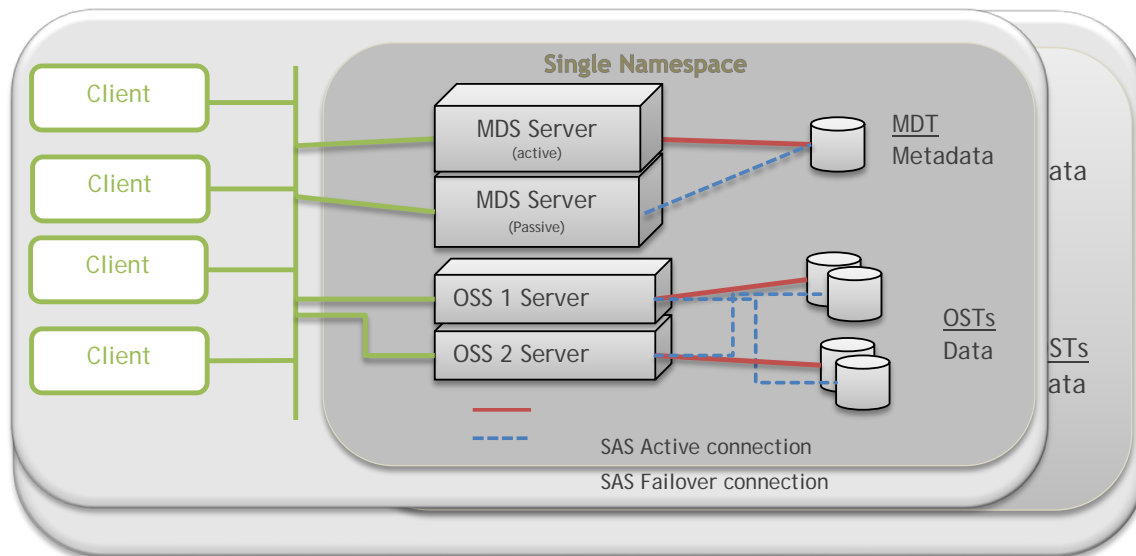 Single Namespace
Client
Client
Client
Client
MDS Server
(active)
MDS Server
(Passive)
OSS 1 Server
OSS 2 Server
MDT
Metadata
OSTs
Data
ata
STs
ata
SAS Active connection
SAS Failover connection